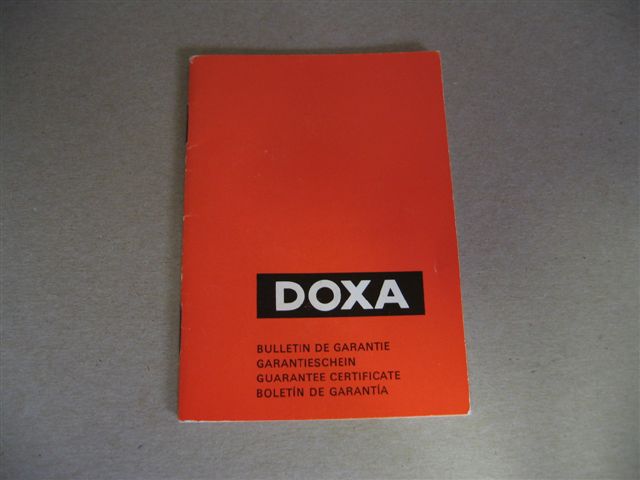 DOXA
BULLETIN DE GARANTIE
GARANTIESCHEIN
GUARANTEE CERTIFICATE
BOLETÍN DE GARANTÍA